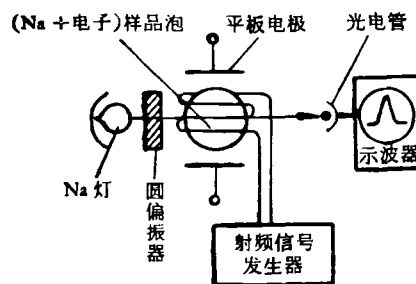 (Na+电子)样品泡
平板电极
光电管
Na灯
圆偏振器
射频信号
发生器
示波器